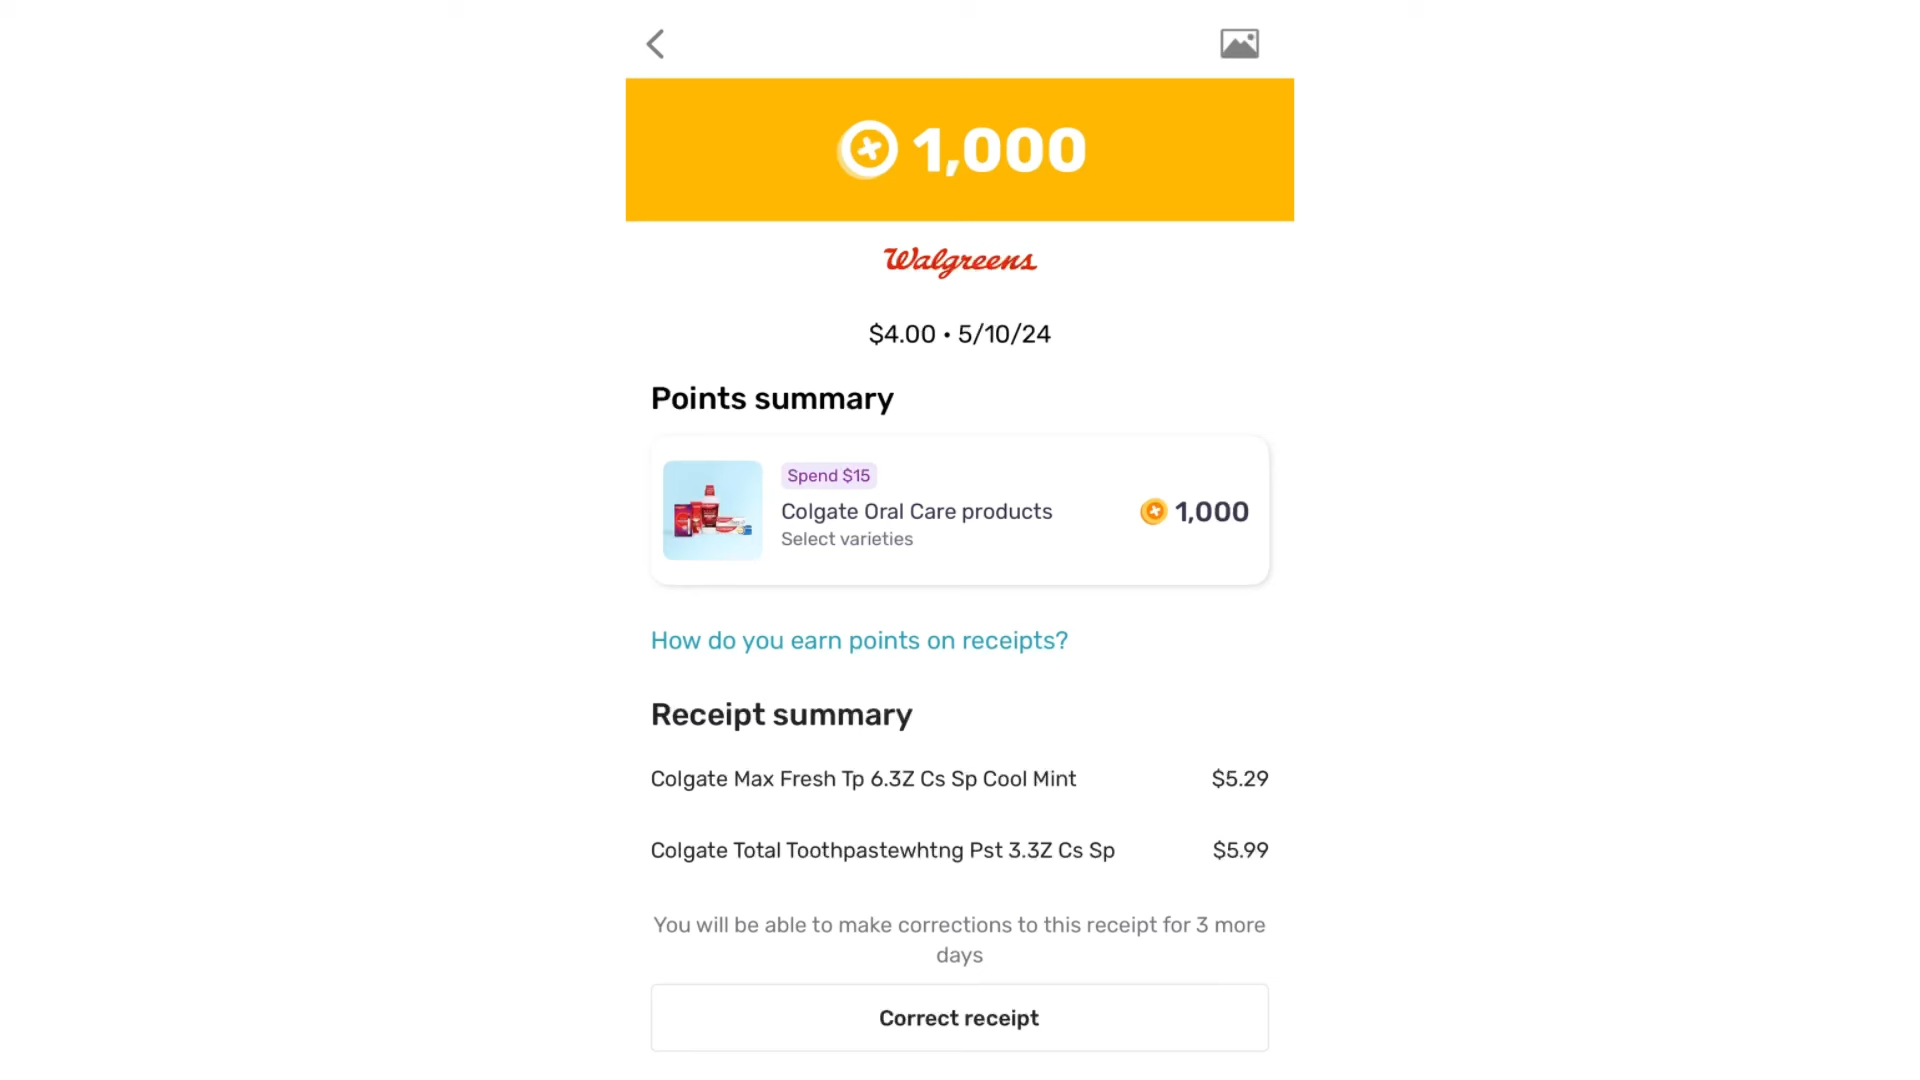 1,000
Walgreens
$4.00 • 5/10/24
Points summary
Spend $15
Colgate Oral Care products
1,000
Select varieties
How do you earn points on receipts?
Receipt summary
Colgate Max Fresh Tp 6.3Z Cs Sp Cool Mint $5.29
Colgate Total Toothpastewhtng Pst 3.3Z Cs Sp $5.99
You will be able to make corrections to this receipt for 3 more
days
Correct receipt